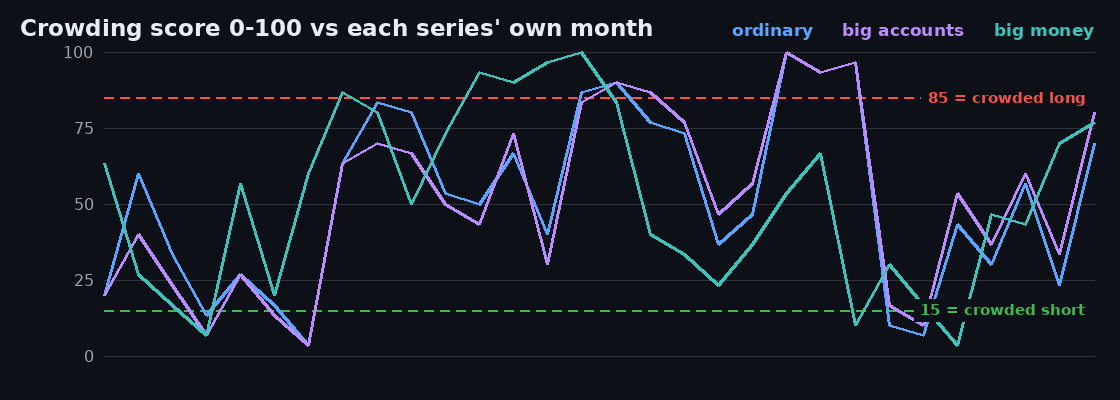 Crowding score 0-100 vs each series' own month
ordinary big accounts big money
100
85 = crowded long
75
50
25
15 = crowded short
0